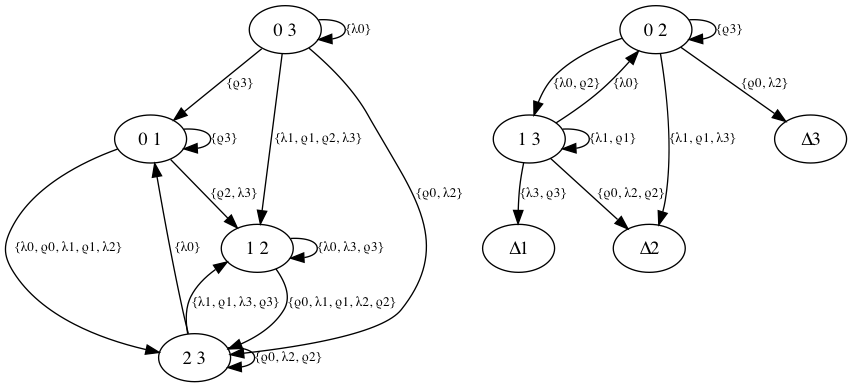 0 3
{λ0}
0 2
{ϱ3}
{ϱ3}
{λ0, ϱ2}
{λ0}
{ϱ0, λ2}
0 1
{ϱ3}
{λ1, ϱ1, ϱ2, λ3}
1 3
{λ1, ϱ1}
{λ1, ϱ1, λ3}
Δ3
{ϱ2, λ3}
{ϱ0, λ2}
{λ3, ϱ3}
{ϱ0, λ2, ϱ2}
{λ0, ϱ0, λ1, ϱ1, λ2}
{λ0}
1 2
{λ0, λ3, ϱ3}
Δ1
Δ2
{λ1, ϱ1, λ3, ϱ3}
{ϱ0, λ1, ϱ1, λ2, ϱ2}
2 3
{ϱ0, λ2, ϱ2}